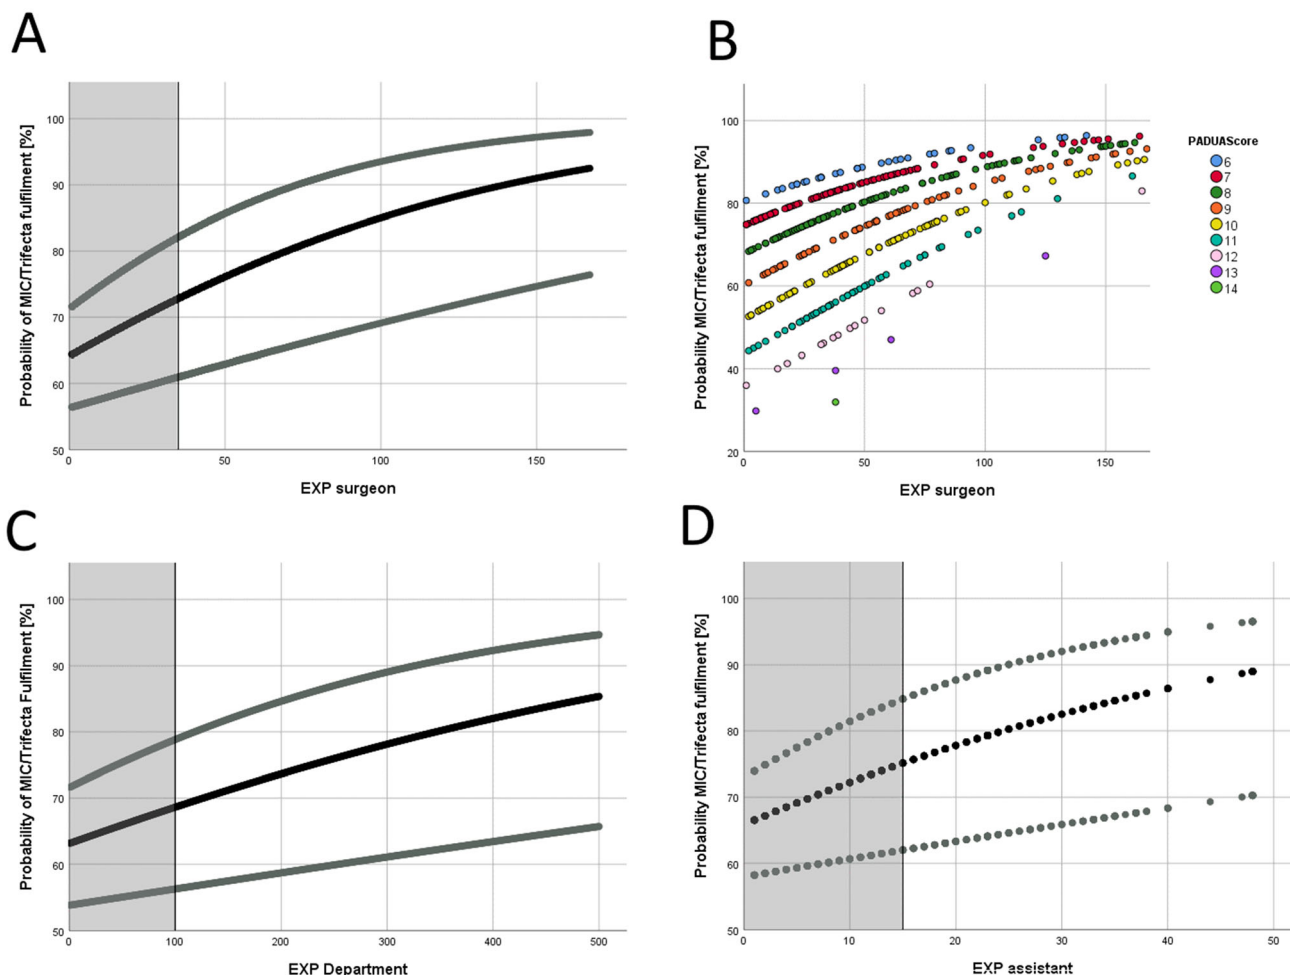 A
Probability of MIC/Trifecta fulfilment [%]
100
90
80
70
60
50
0 50 100 150
EXP surgeon
B
Probability MIC/Trifecta fulfilment [%]
100
80
60
40
20
0 50 100 150
EXP surgeon
PADUAScore
6
7
8
9
10
11
12
13
14
C
Probability of MIC/Trifecta Fulfilment [%]
100
90
80
70
60
50
0 100 200 300 400 500
EXP Department
D
Probability MIC/Trifecta fulfilment [%]
100
90
80
70
60
50
0 10 20 30 40 50
EXP assistant